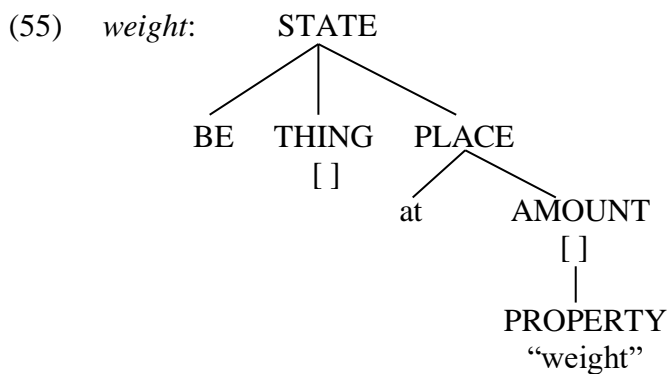 (55) weight: STATE
BE THING PLACE
[ ]
at AMOUNT
[ ]
PROPERTY
“weight”